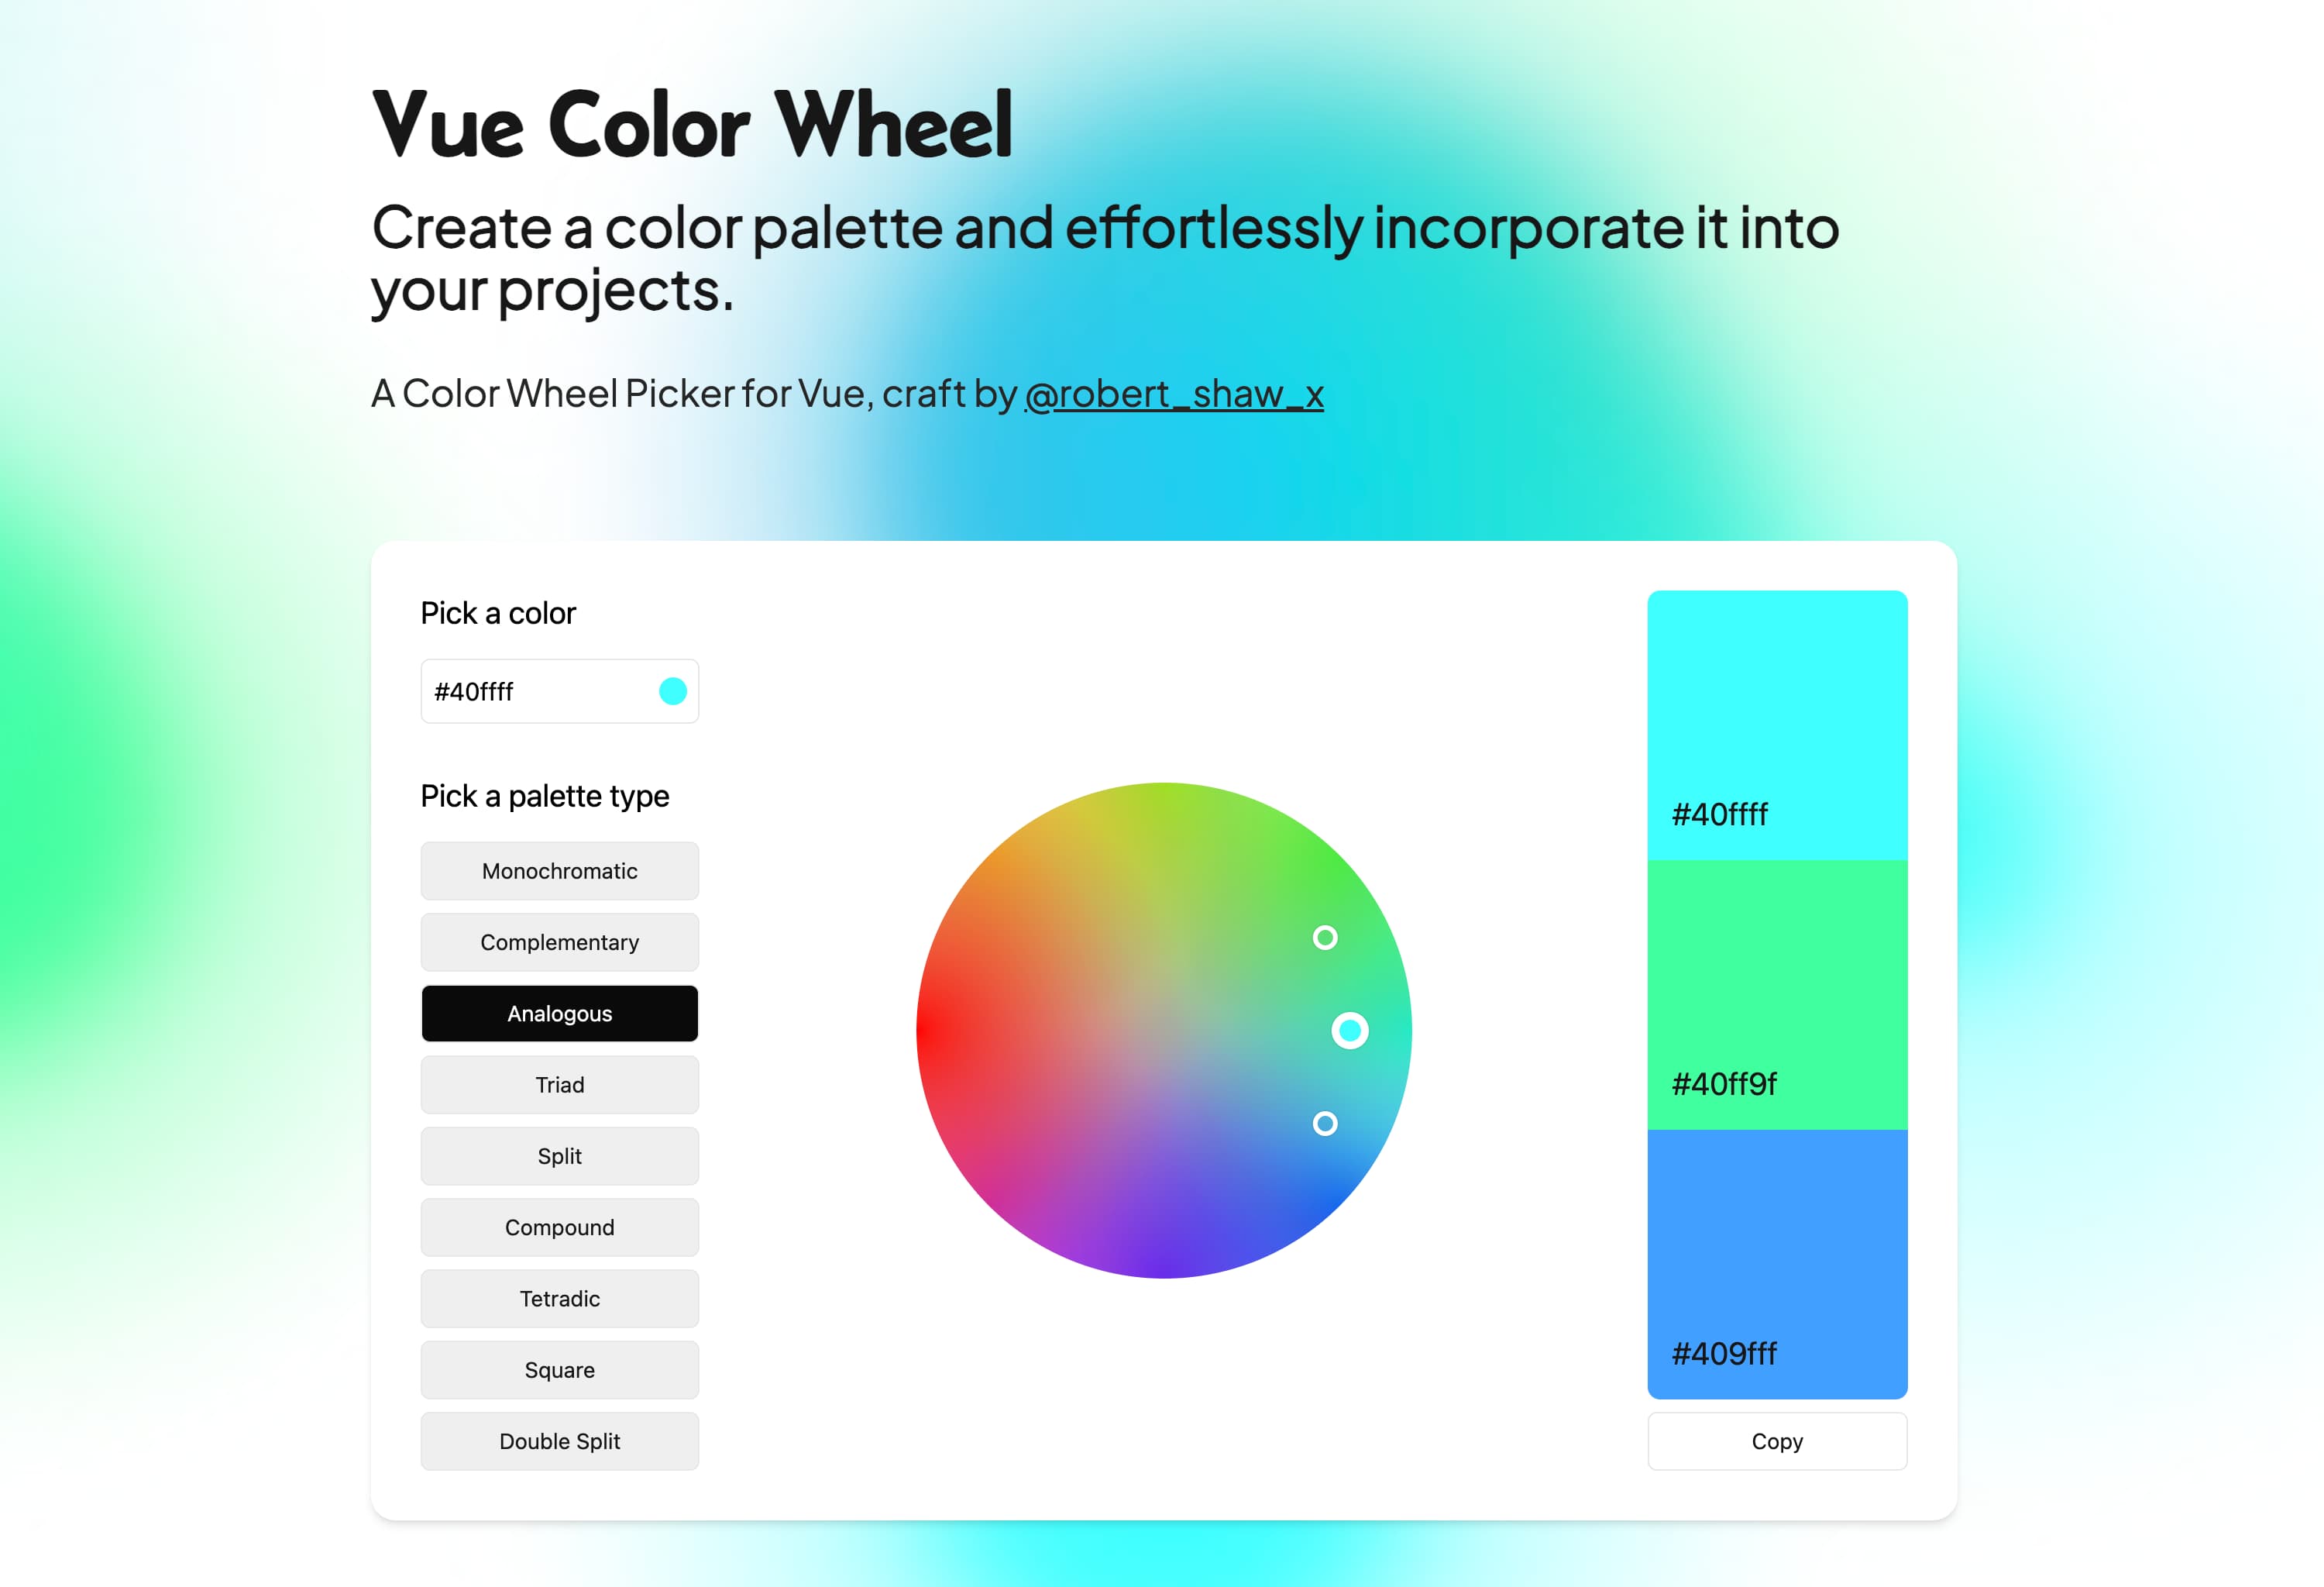 Vue Color Wheel
Create a color palette and effortlessly incorporate it into
your projects.
A Color Wheel Picker for Vue, craft by @robert_shaw_x
Pick a color
#40ffff
Pick a palette type
Monochromatic
Complementary
Analogous
Triad
Split
Compound
Tetradic
Square
Double Split
#40ffff
#40ff9f
#409fff
Copy